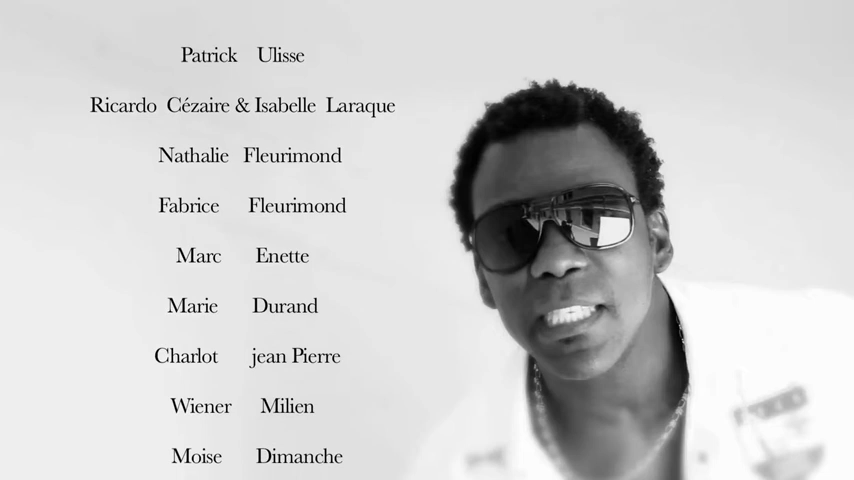 Patrick Ulisse
Ricardo Cézaire & Isabelle Laraque
Nathalie Fleurimond
Fabrice Fleurimond
Marc Enette
Marie Durand
Charlot jean Pierre
Wiener Milien
Moise Dimanche